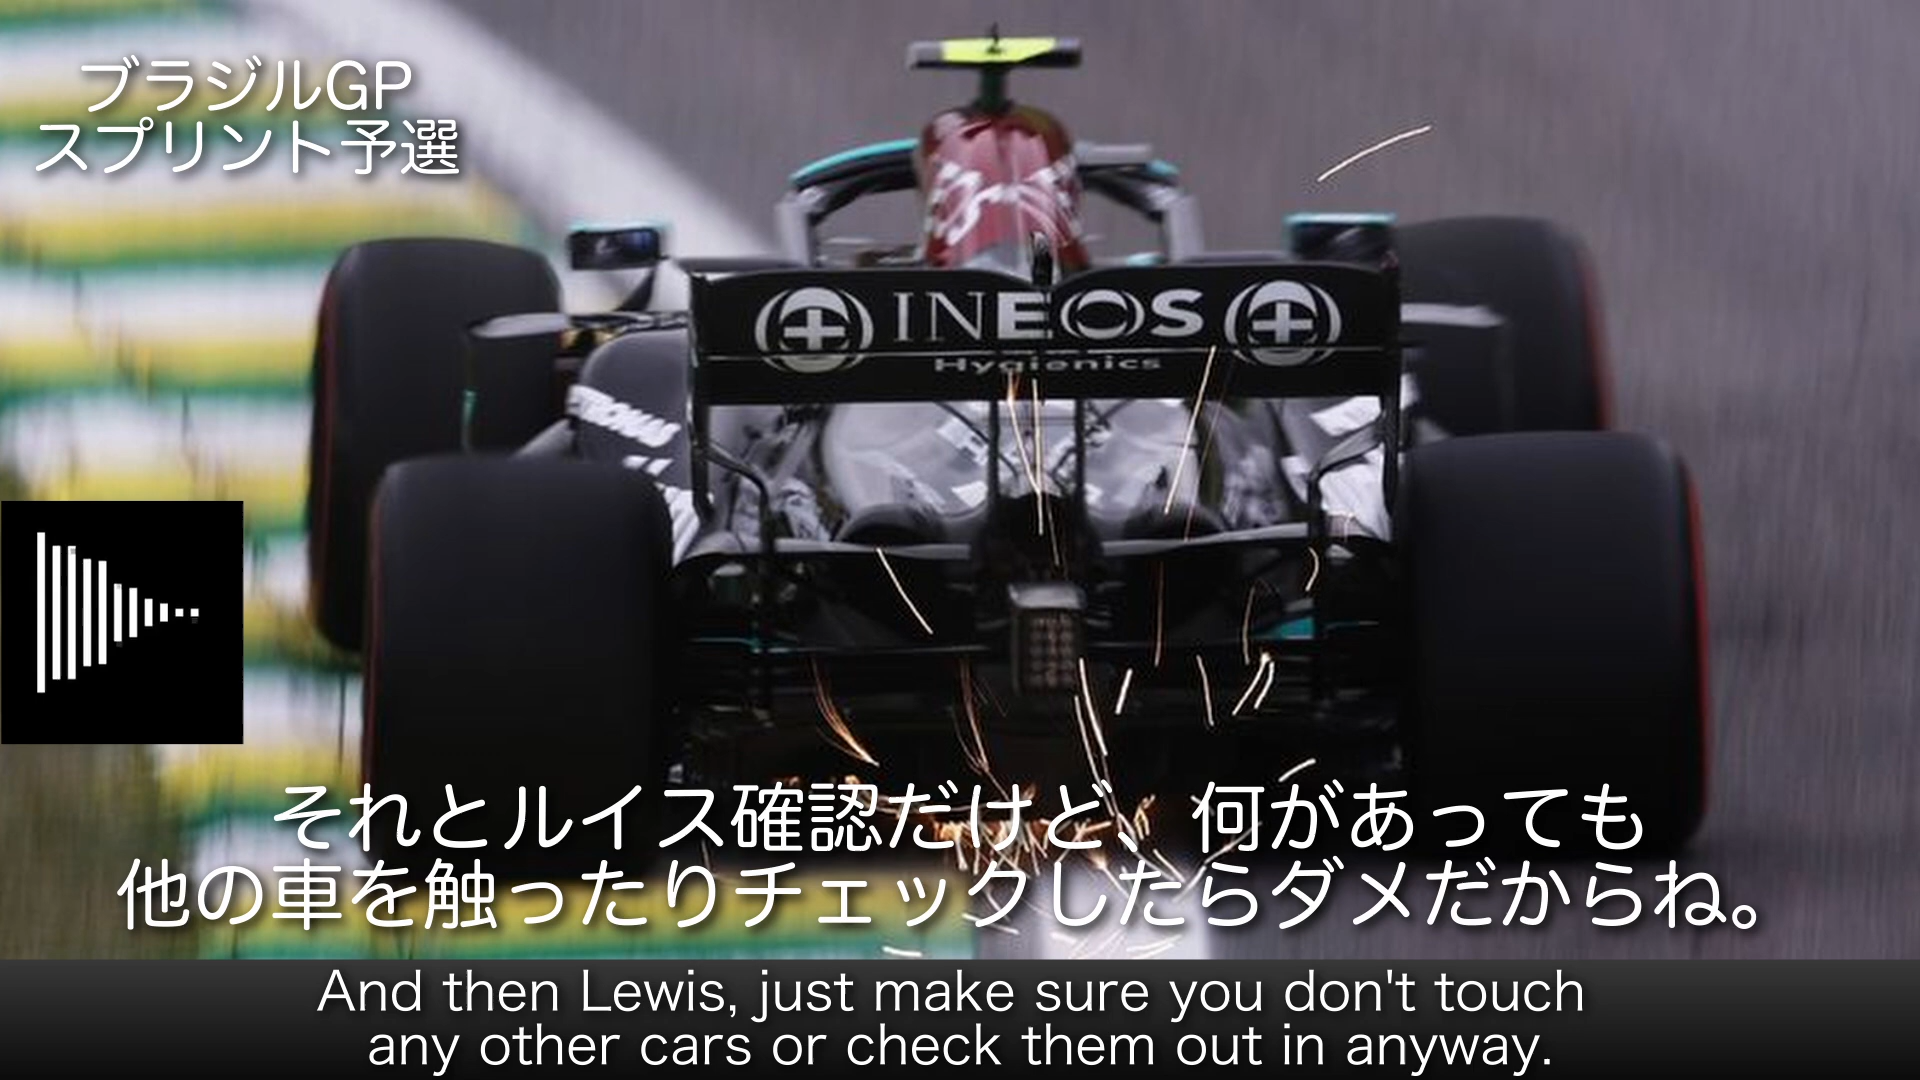 ブラジルGP
スプリント予選
INEOS
Hygienics
それとルイス確認だけど、何があっても
他の車を触ったりチェックしたらダメだからね。
And then Lewis, just make sure you don't touch
any other cars or check them out in anyway.